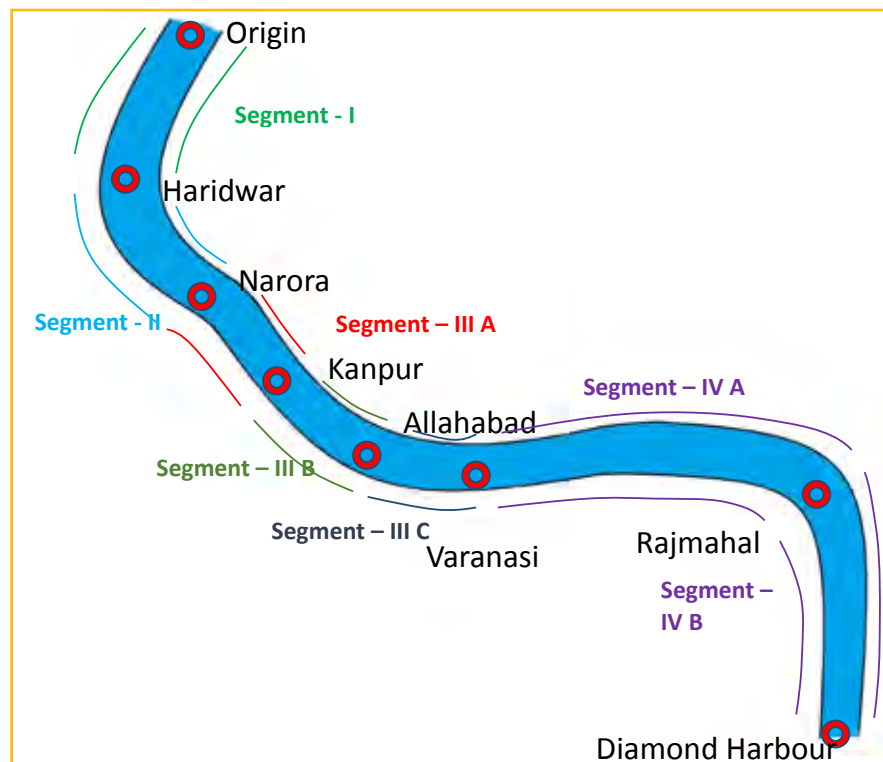 Origin
Segment - I
Haridwar
Narora
Segment - II
Segment – III A
Kanpur
Segment – IV A
Allahabad
Segment – III B
Segment – III C
Varanasi
Rajmahal
Segment –
IV B
Diamond Harbour